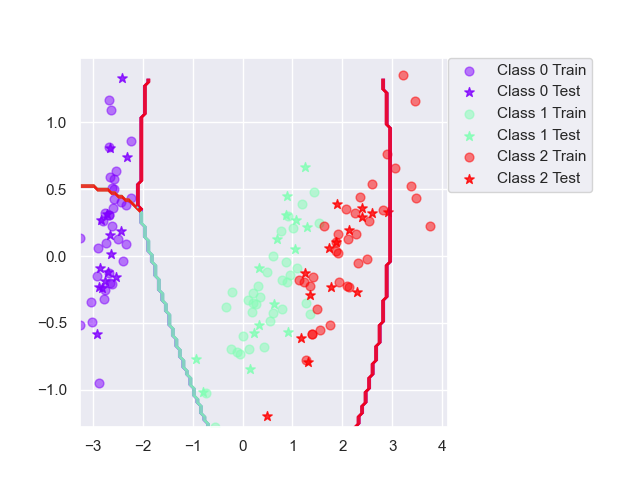 Class 0 Train
Class 0 Test
Class 1 Train
Class 1 Test
Class 2 Train
Class 2 Test
1.0
0.5
0.0
−0.5
−1.0
−3 −2 −1 0 1 2 3 4